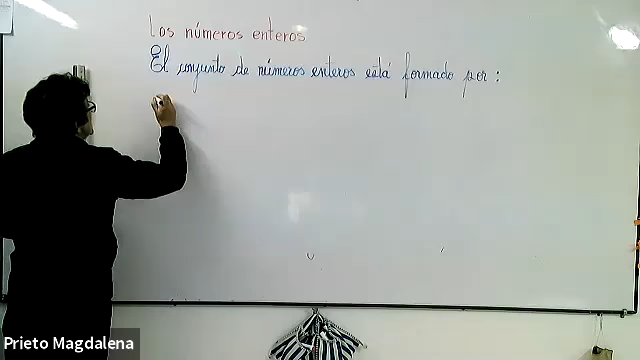 Los números enteros
El conjunto de números enteros está formado por :
Prieto Magdalena